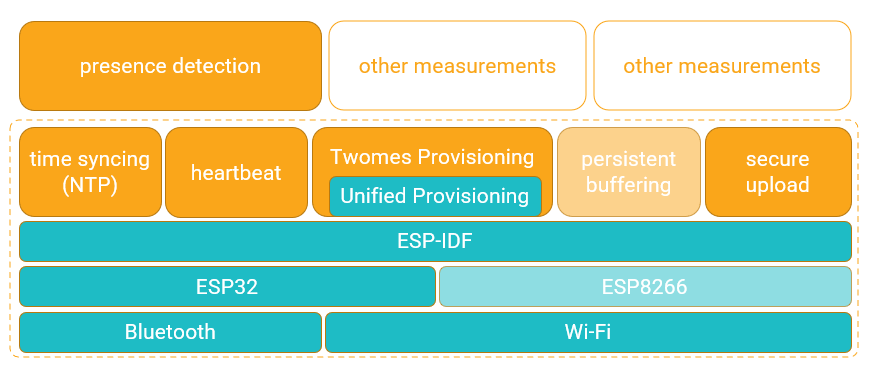 presence detection
other measurements
other measurements
time syncing
(NTP)
heartbeat
Twomes Provisioning
Unified Provisioning
persistent
buffering
secure
upload
ESP-IDF
ESP32
ESP8266
Bluetooth
Wi-Fi